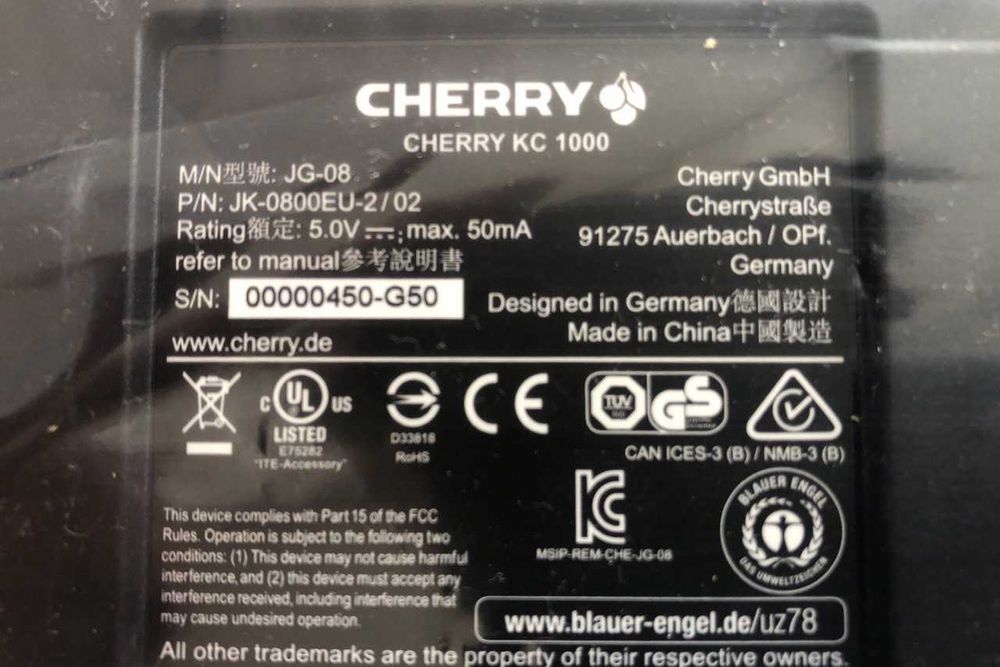 CHERRY
CHERRY KC 1000
M/N型號: JG-08
P/N: JK-0800EU-2 / 02
Rating額定: 5.0V ; max. 50mA
refer to manual參考說明書
S/N: 00000450-G50
www.cherry.de
Cherry GmbH
Cherrystraße
91275 Auerbach / OPf.
Germany
Designed in Germany德國設計
Made in China中國製造
C UL US
LISTED
E75282
"ITE-Accessory"
D33818
RoHS
CE
TUV
GS
CAN ICES-3 (B) / NMB-3 (B)
This device complies with Part 15 of the FCC
Rules. Operation is subject to the following two
conditions: (1) This device may not cause harmful
interference, and (2) this device must accept any
interference received, including interference that
may cause undesired operation.
KC
MSIP-REM-CHE-JG-08
BLAUER ENGEL
DAS UMWELTZEICHEN
www.blauer-engel.de/uz78
All other trademarks are the property of their respective owners.